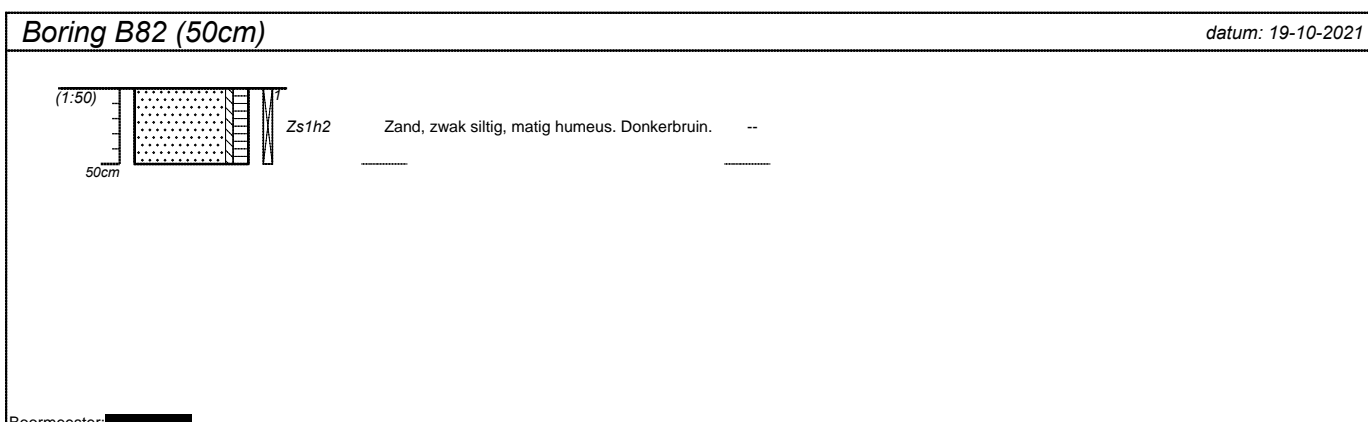 Boring B82 (50cm) datum: 19-10-2021
(1:50) 1
Zs1h2 Zand, zwak siltig, matig humeus. Donkerbruin. --
50cm
Boormeester: